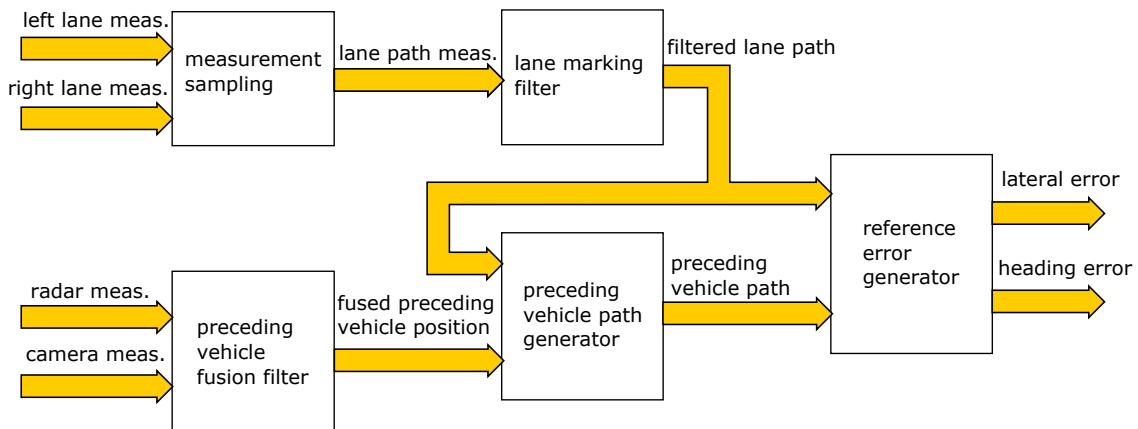 left lane meas.
right lane meas.
measurement
sampling
lane path meas.
lane marking
filter
filtered lane path
radar meas.
camera meas.
preceding
vehicle
fusion filter
fused preceding
vehicle position
preceding
vehicle path
generator
preceding
vehicle path
reference
error
generator
lateral error
heading error